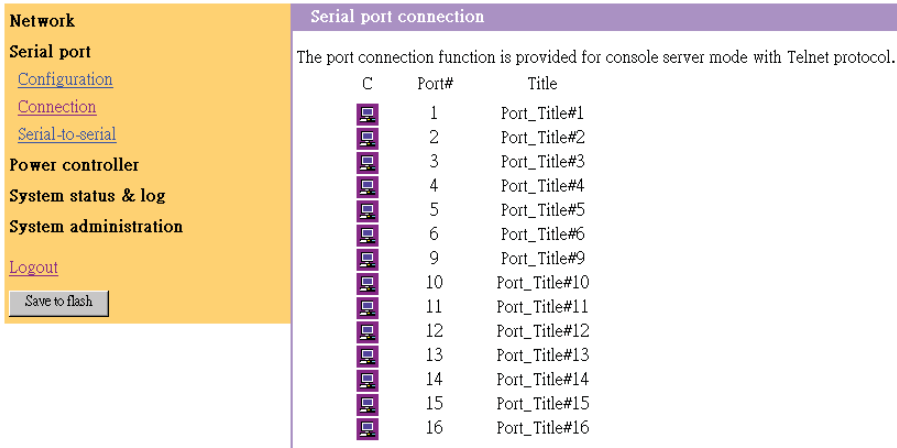 Network
Serial port
Configuration
Connection
Serial-to-serial
Power controller
System status & log
System administration
Logout
Save to flash
Serial port connection
The port connection function is provided for console server mode with Telnet protocol.
C Port# Title
1 Port_Title#1
2 Port_Title#2
3 Port_Title#3
4 Port_Title#4
5 Port_Title#5
6 Port_Title#6
9 Port_Title#9
10 Port_Title#10
11 Port_Title#11
12 Port_Title#12
13 Port_Title#13
14 Port_Title#14
15 Port_Title#15
16 Port_Title#16